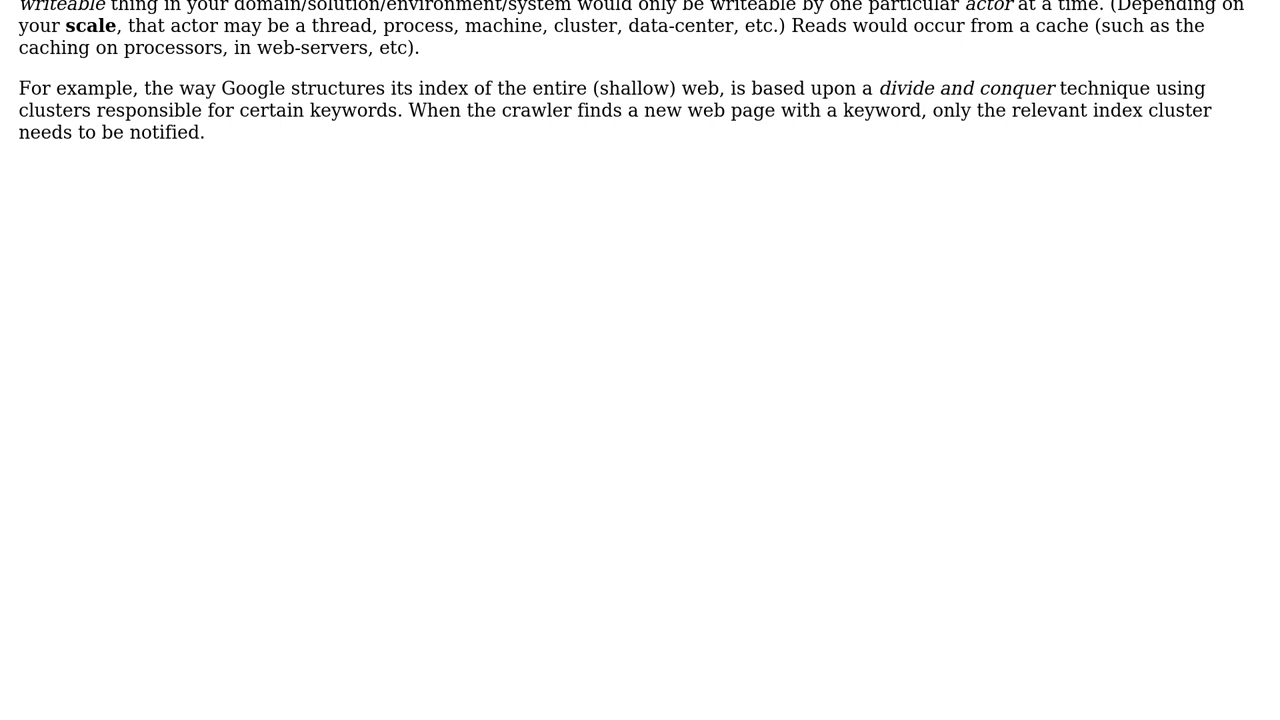 writeable thing in your domain/solution/environment/system would only be writeable by one particular actor at a time. (Depending on
your scale, that actor may be a thread, process, machine, cluster, data-center, etc.) Reads would occur from a cache (such as the
caching on processors, in web-servers, etc).
For example, the way Google structures its index of the entire (shallow) web, is based upon a divide and conquer technique using
clusters responsible for certain keywords. When the crawler finds a new web page with a keyword, only the relevant index cluster
needs to be notified.